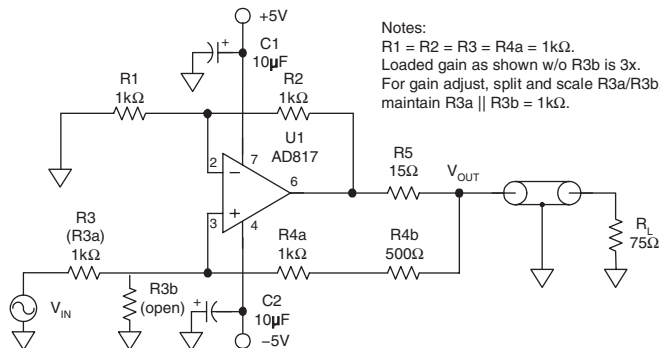 +5V
Notes:
R1 = R2 = R3 = R4a = 1kΩ.
Loaded gain as shown w/o R3b is 3x.
For gain adjust, split and scale R3a/R3b,
maintain R3a || R3b = 1kΩ.
+
C1
10µF
R1
1kΩ
R2
1kΩ
U1
AD817
2
−
7
6
+
3
4
R5
15Ω
VOUT
R3
(R3a)
1kΩ
R4a
1kΩ
R4b
500Ω
RL
75Ω
VIN
R3b
(open)
+
C2
10µF
−5V